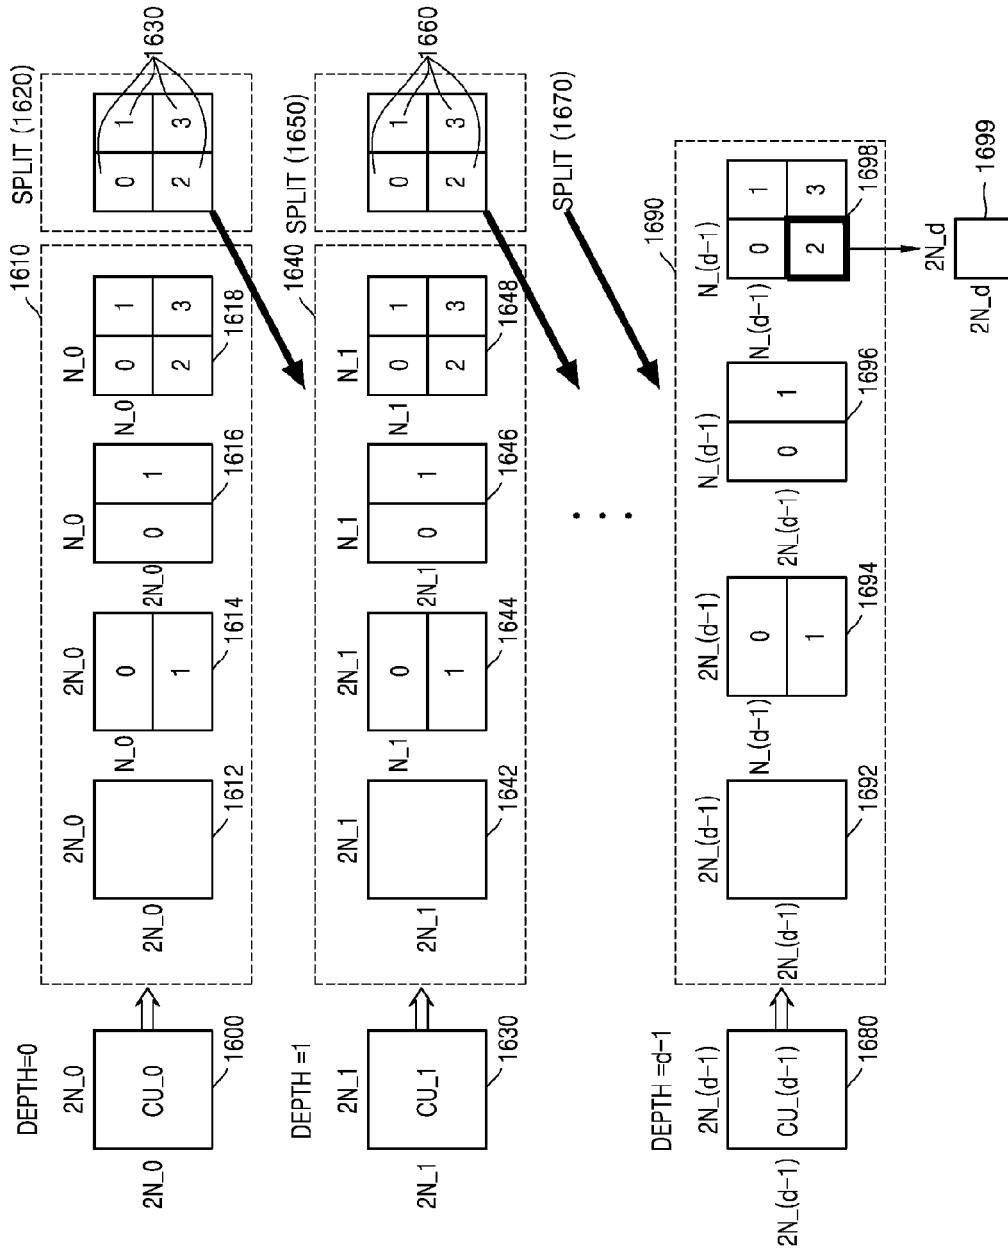 DEPTH=0
2N_0
2N_0
CU_0
1600
1610
2N_0
2N_0
1612
2N_0
N_0
0
1
1614
N_0
2N_0
0
1
1616
N_0
N_0
0
1
2
3
1618
SPLIT (1620)
0
1
2
3
1630
DEPTH =1
2N_1
2N_1
CU_1
1630
1640
2N_1
2N_1
1642
2N_1
N_1
0
1
1644
N_1
2N_1
0
1
1646
N_1
N_1
0
1
2
3
1648
SPLIT (1650)
0
1
2
3
1660
. . .
SPLIT (1670)
DEPTH =d-1
2N_(d-1)
2N_(d-1)
CU_(d-1)
1680
1690
2N_(d-1)
2N_(d-1)
1692
2N_(d-1)
N_(d-1)
0
1
1694
N_(d-1)
2N_(d-1)
0
1
1696
N_(d-1)
N_(d-1)
0
1
2
3
1698
2N_d
2N_d
1699